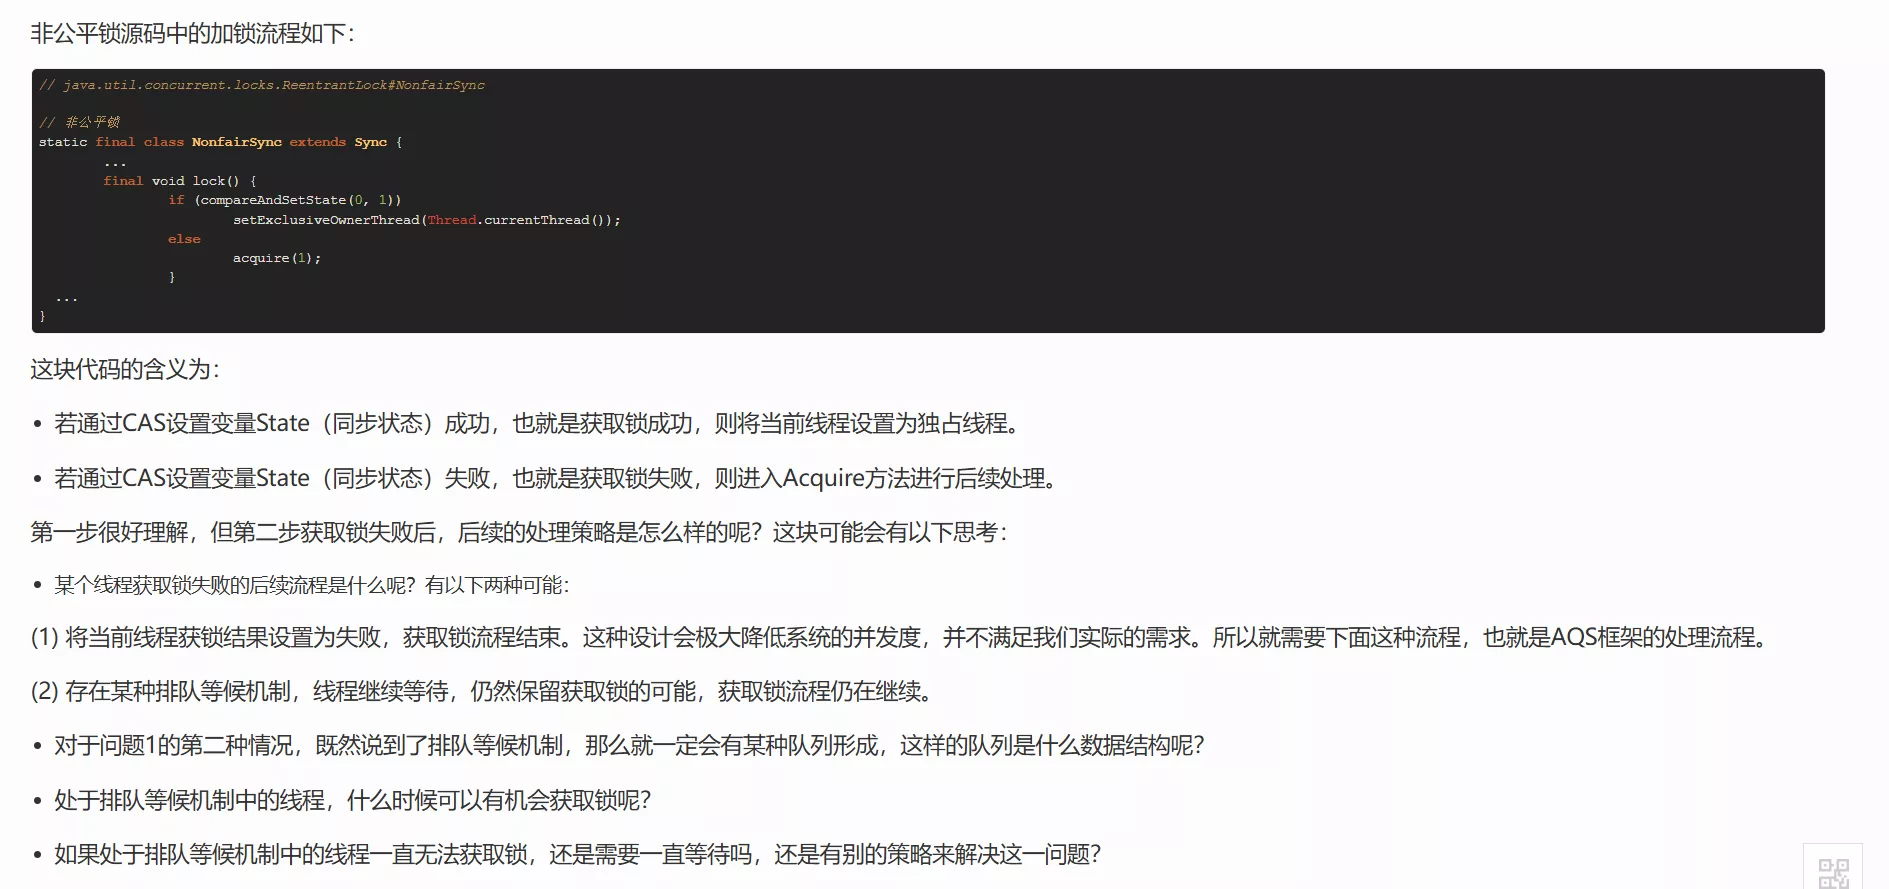 非公平锁源码中的加锁流程如下：
// java.util.concurrent.locks.ReentrantLock#NonfairSync
// 非公平锁
static final class NonfairSync extends Sync {
...
final void lock() {
if (compareAndSetState(0, 1))
setExclusiveOwnerThread(Thread.currentThread());
else
acquire(1);
}
...
}
这块代码的含义为：
• 若通过CAS设置变量State（同步状态）成功，也就是获取锁成功，则将当前线程设置为独占线程。
• 若通过CAS设置变量State（同步状态）失败，也就是获取锁失败，则进入Acquire方法进行后续处理。
第一步很好理解，但第二步获取锁失败后，后续的处理策略是怎么样的呢？这块可能会有以下思考：
• 某个线程获取锁失败的后续流程是什么呢？有以下两种可能：
(1) 将当前线程获锁结果设置为失败，获取锁流程结束。这种设计会极大降低系统的并发度，并不满足我们实际的需求。所以就需要下面这种流程，也就是AQS框架的处理流程。
(2) 存在某种排队等候机制，线程继续等待，仍然保留获取锁的可能，获取锁流程仍在继续。
• 对于问题1的第二种情况，既然说到了排队等候机制，那么就一定会有某种队列形成，这样的队列是什么数据结构呢？
• 处于排队等候机制中的线程，什么时候可以有机会获取锁呢？
• 如果处于排队等候机制中的线程一直无法获取锁，还是需要一直等待吗，还是有别的策略来解决这一问题？